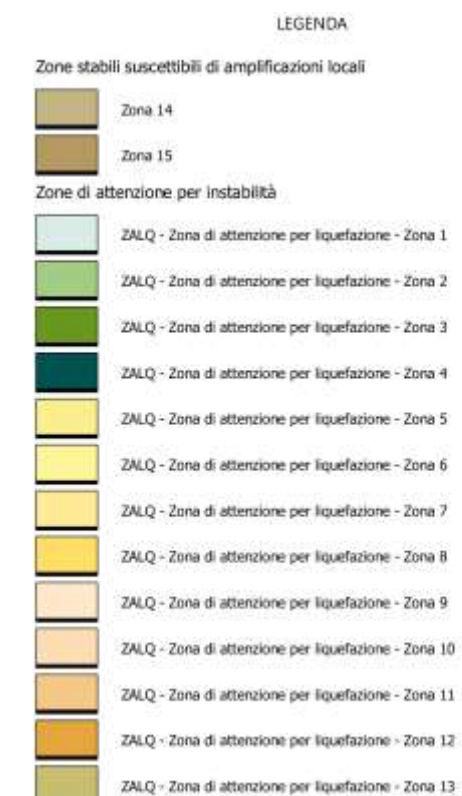 LEGENDA
Zone stabili suscettibili di amplificazioni locali
Zona 14
Zona 15
Zone di attenzione per instabilità
ZALQ - Zona di attenzione per liquefazione - Zona 1
ZALQ - Zona di attenzione per liquefazione - Zona 2
ZALQ - Zona di attenzione per liquefazione - Zona 3
ZALQ - Zona di attenzione per liquefazione - Zona 4
ZALQ - Zona di attenzione per liquefazione - Zona 5
ZALQ - Zona di attenzione per liquefazione - Zona 6
ZALQ - Zona di attenzione per liquefazione - Zona 7
ZALQ - Zona di attenzione per liquefazione - Zona 8
ZALQ - Zona di attenzione per liquefazione - Zona 9
ZALQ - Zona di attenzione per liquefazione - Zona 10
ZALQ - Zona di attenzione per liquefazione - Zona 11
ZALQ - Zona di attenzione per liquefazione - Zona 12
ZALQ - Zona di attenzione per liquefazione - Zona 13